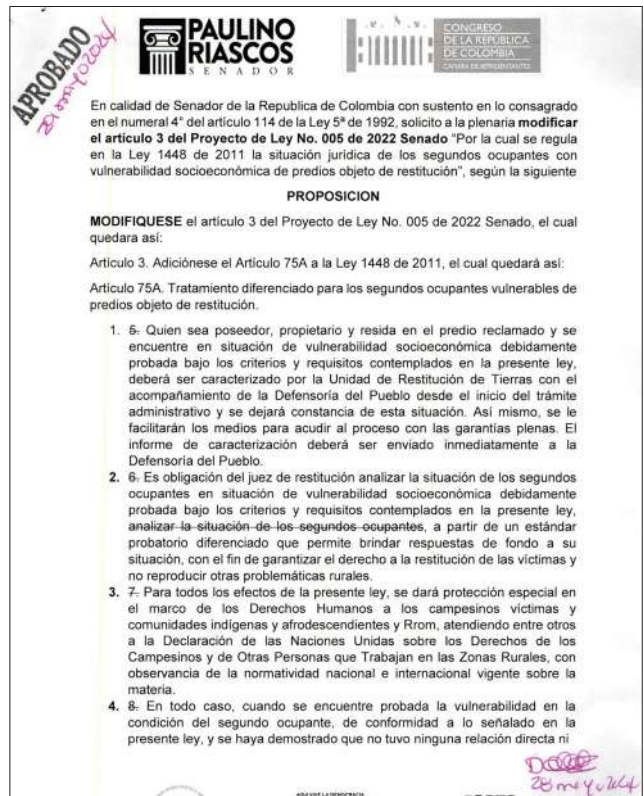 APROBADO
29 mayo 2024
PAULINO
RIASCOS
SENADOR
CONGRESO
DE LA REPÚBLICA
DE COLOMBIA
CÁMARA DE REPRESENTANTES
En calidad de Senador de la Republica de Colombia con sustento en lo consagrado
en el numeral 4° del artículo 114 de la Ley 5ª de 1992, solicito a la plenaria modificar
el artículo 3 del Proyecto de Ley No. 005 de 2022 Senado “Por la cual se regula
en la Ley 1448 de 2011 la situación jurídica de los segundos ocupantes con
vulnerabilidad socioeconómica de predios objeto de restitución”, según la siguiente
PROPOSICION
MODIFIQUESE el artículo 3 del Proyecto de Ley No. 005 de 2022 Senado, el cual
quedara así:
Artículo 3. Adiciónese el Artículo 75A a la Ley 1448 de 2011, el cual quedará así:
Artículo 75A. Tratamiento diferenciado para los segundos ocupantes vulnerables de
predios objeto de restitución.
1. 5. Quien sea poseedor, propietario y resida en el predio reclamado y se
encuentre en situación de vulnerabilidad socioeconómica debidamente
probada bajo los criterios y requisitos contemplados en la presente ley,
deberá ser caracterizado por la Unidad de Restitución de Tierras con el
acompañamiento de la Defensoría del Pueblo desde el inicio del trámite
administrativo y se dejará constancia de esta situación. Así mismo, se le
facilitarán los medios para acudir al proceso con las garantías plenas. El
informe de caracterización deberá ser enviado inmediatamente a la
Defensoría del Pueblo.
2. 6. Es obligación del juez de restitución analizar la situación de los segundos
ocupantes en situación de vulnerabilidad socioeconómica debidamente
probada bajo los criterios y requisitos contemplados en la presente ley,
analizar la situación de los segundos ocupantes, a partir de un estándar
probatorio diferenciado que permite brindar respuestas de fondo a su
situación, con el fin de garantizar el derecho a la restitución de las víctimas y
no reproducir otras problemáticas rurales.
3. 7. Para todos los efectos de la presente ley, se dará protección especial en
el marco de los Derechos Humanos a los campesinos víctimas y
comunidades indígenas y afrodescendientes y Rrom, atendiendo entre otros
a la Declaración de las Naciones Unidas sobre los Derechos de los
Campesinos y de Otras Personas que Trabajan en las Zonas Rurales, con
observancia de la normatividad nacional e internacional vigente sobre la
materia.
4. 8. En todo caso, cuando se encuentre probada la vulnerabilidad en la
condición del segundo ocupante, de conformidad a lo señalado en la
presente ley, y se haya demostrado que no tuvo ninguna relación directa ni
28 mayo 2024
AQUÍ VIVE LA DEMOCRACIA